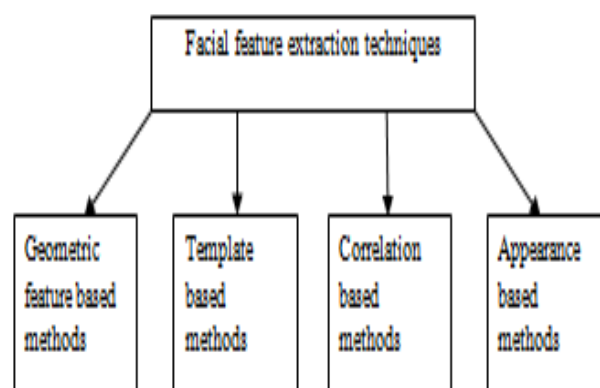 Facial feature extraction techniques
Geometric
feature based
methods
Template
based
methods
Correlation
based
methods
Appearance
based
methods